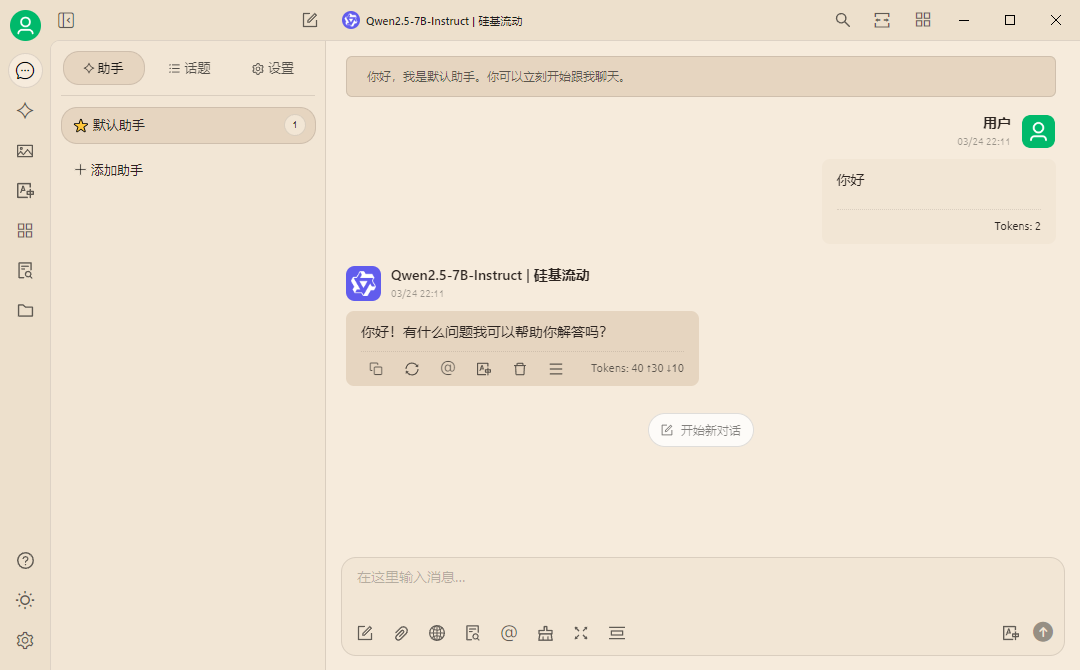 Qwen2.5-7B-Instruct | 硅基流动
助手
话题
设置
默认助手
1
添加助手
你好，我是默认助手。你可以立刻开始跟我聊天。
用户
03/24 22:11
你好
Tokens: 2
Qwen2.5-7B-Instruct | 硅基流动
03/24 22:11
你好！有什么问题我可以帮助你解答吗？
Tokens: 40 ↑30 ↓10
开始新对话
在这里输入消息...